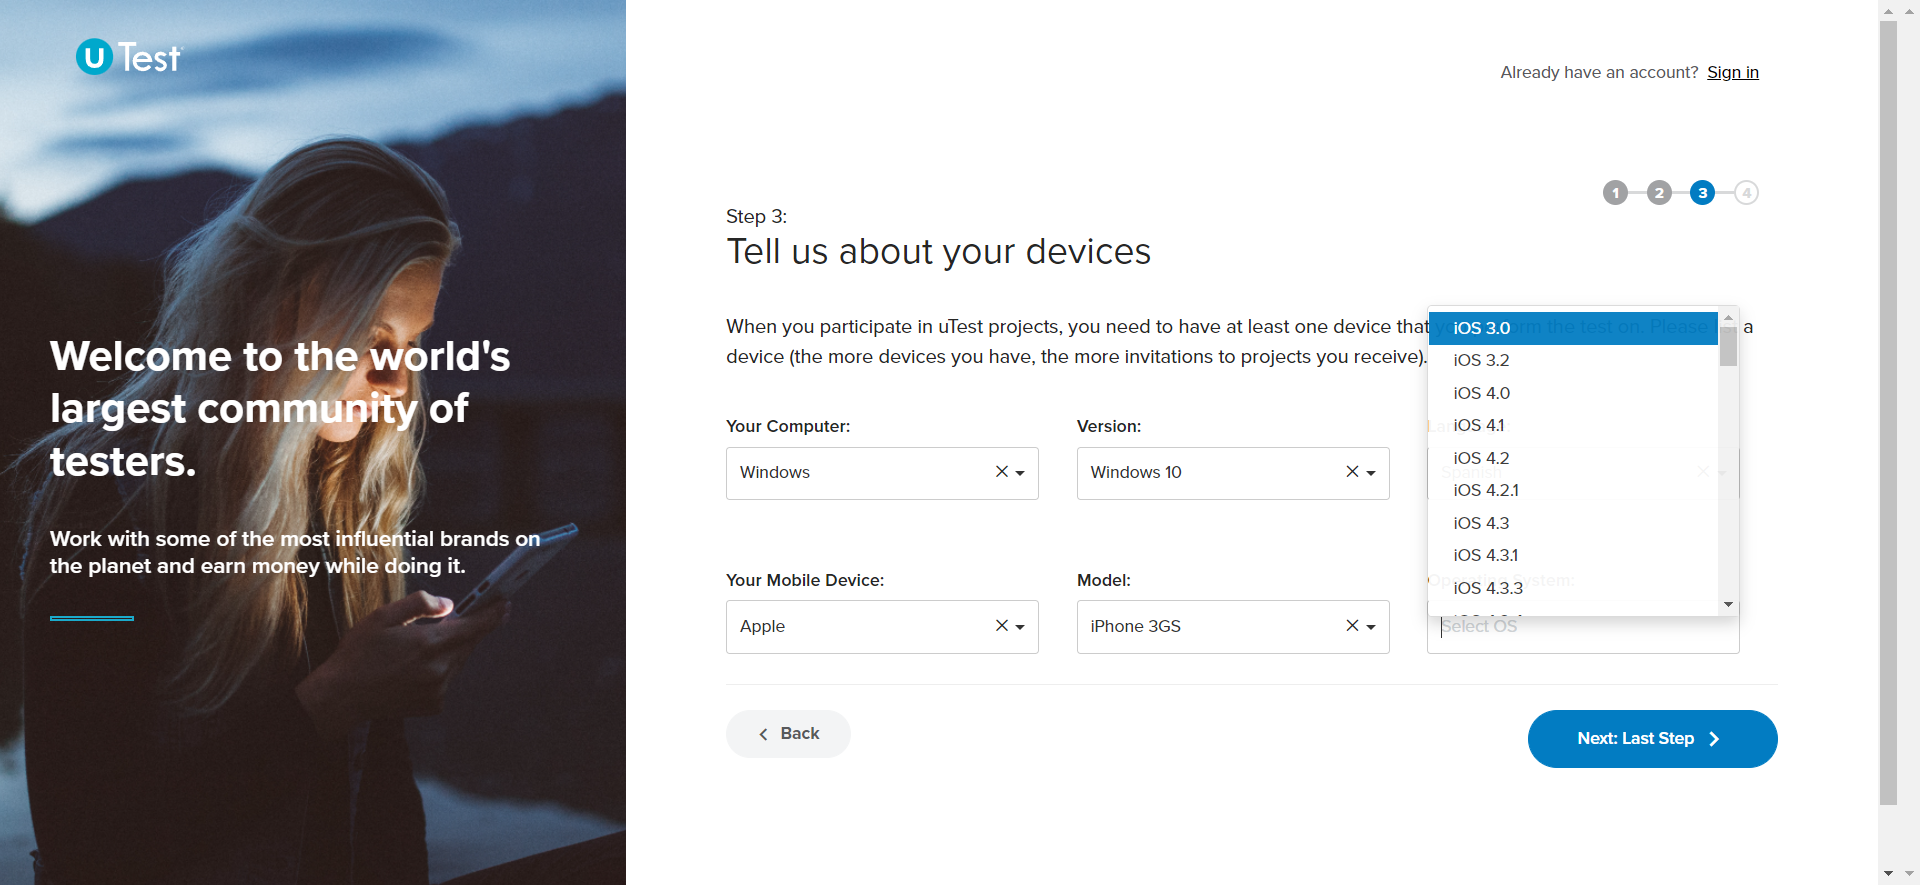 U Test
Already have an account? Sign in
1 2 3 4
Step 3:
Tell us about your devices
When you participate in uTest projects, you need to have at least one device that
a
device (the more devices you have, the more invitations to projects you receive).
Welcome to the world's
largest community of
testers.
Work with some of the most influential brands on
the planet and earn money while doing it.
Your Computer:
Windows
Version:
Windows 10
Spanish
Your Mobile Device:
Apple
Model:
iPhone 3GS
Operating System:
Select OS
iOS 3.0
iOS 3.2
iOS 4.0
iOS 4.1
iOS 4.2
iOS 4.2.1
iOS 4.3
iOS 4.3.1
iOS 4.3.3
Back
Next: Last Step